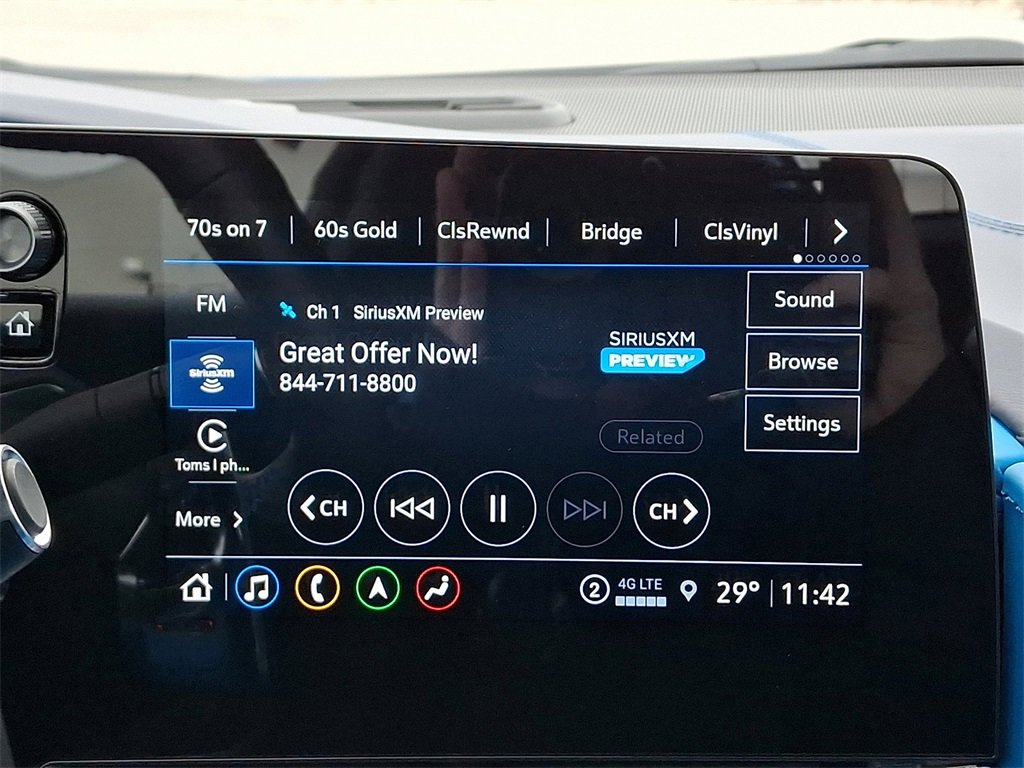 70s on 7
60s Gold
ClsRewnd
Bridge
ClsVinyl
FM
Ch 1 SiriusXM Preview
Sound
SIRIUSXM
PREVIEW
Great Offer Now!
844-711-8800
Browse
SiriusXM
Related
Settings
Toms I ph...
More
CH
CH
2
4G LTE
29°
11:42